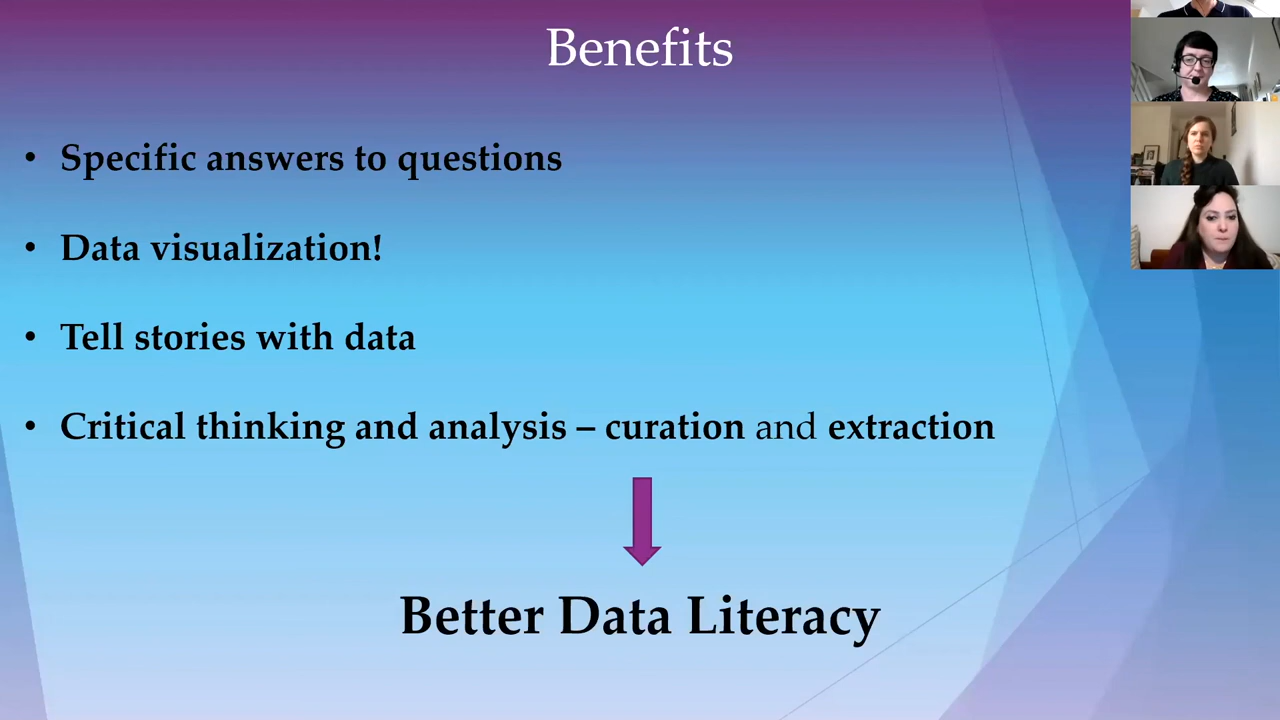 Benefits
• Specific answers to questions
• Data visualization!
• Tell stories with data
• Critical thinking and analysis – curation and extraction
Better Data Literacy